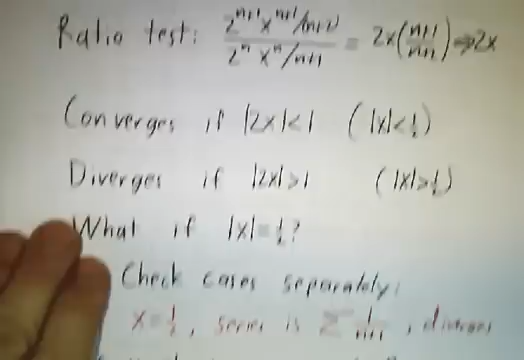 Ratio test: (2^(n+1) x^(n+1)/(n+2))/(2^n x^n/n+1) = 2x(n+1/n+2) ⇒ 2x
Converges if |2x|<1 (|x|<½)
Diverges if |2x|>1 (|x|>½)
What if |x|=½?
Check cases separately:
x=½, series is Σ 1/n+1, diverges